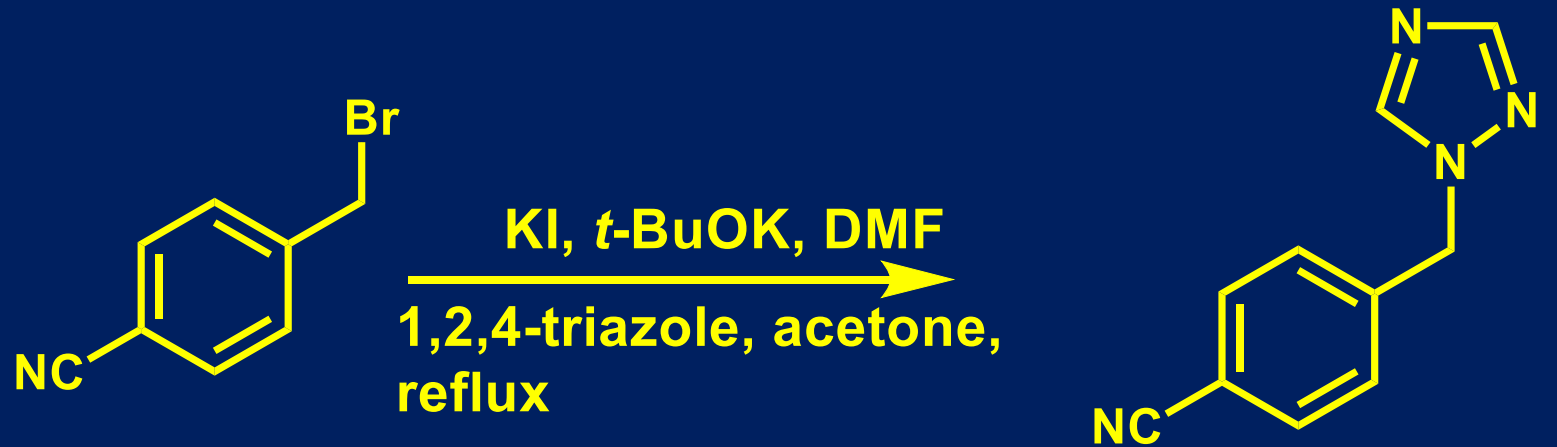 Br
NC
KI, t-BuOK, DMF
1,2,4-triazole, acetone,
reflux
N
N
N
NC